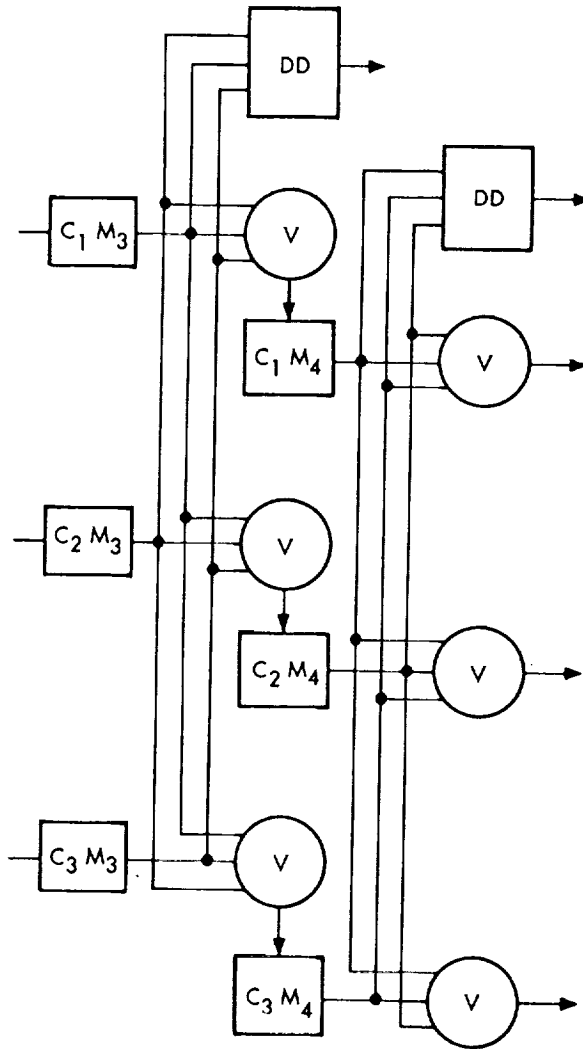 DD
DD
C₁ M₃
V
C₁ M₄
V
C₂ M₃
V
C₂ M₄
V
C₃ M₃
V
C₃ M₄
V